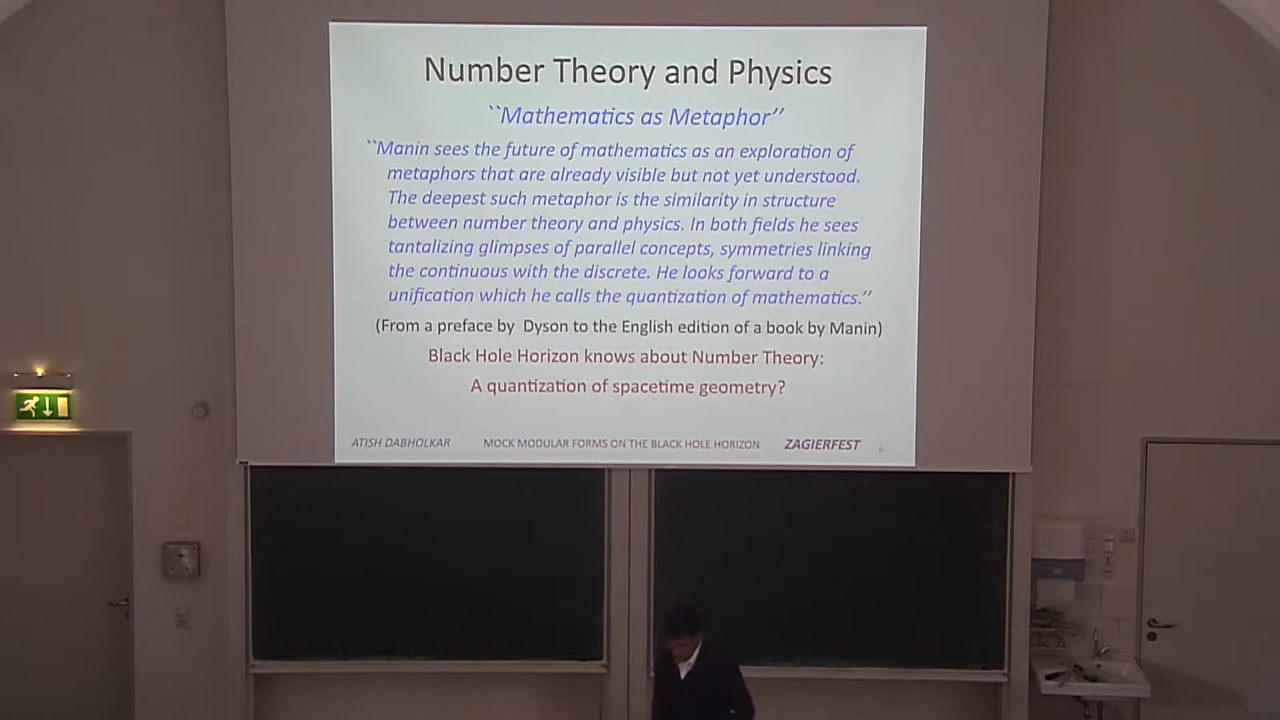 Number Theory and Physics
``Mathematics as Metaphor’’
``Manin sees the future of mathematics as an exploration of
metaphors that are already visible but not yet understood.
The deepest such metaphor is the similarity in structure
between number theory and physics. In both fields he sees
tantalizing glimpses of parallel concepts, symmetries linking
the continuous with the discrete. He looks forward to a
unification which he calls the quantization of mathematics.’’
(From a preface by Dyson to the English edition of a book by Manin)
Black Hole Horizon knows about Number Theory:
A quantization of spacetime geometry?
ATISH DABHOLKAR MOCK MODULAR FORMS ON THE BLACK HOLE HORIZON ZAGIERFEST